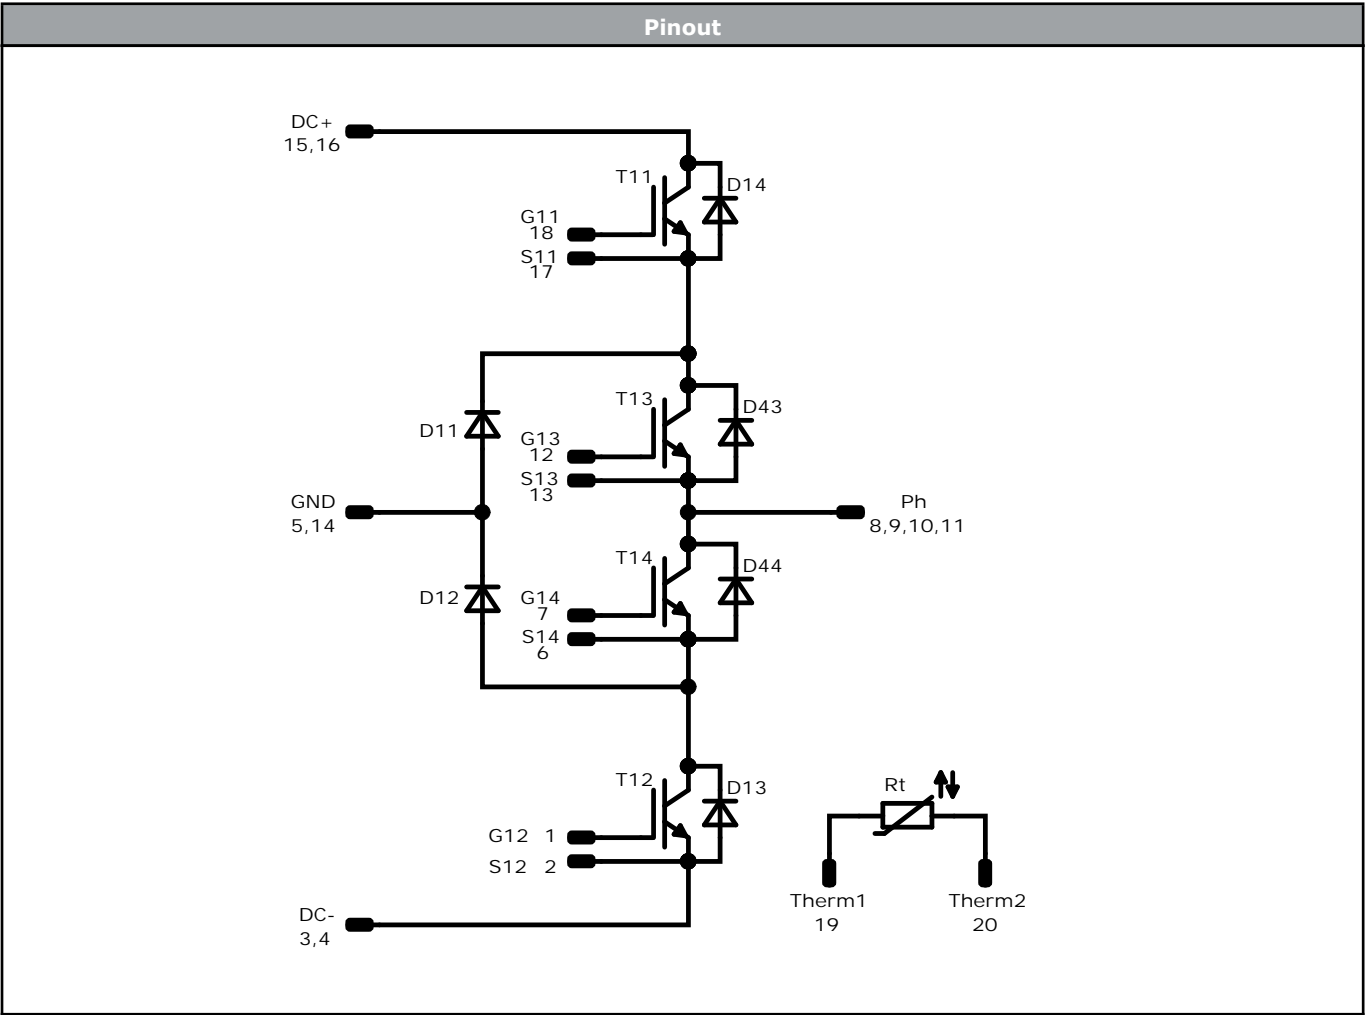 Pinout
DC+
15,16
T11
D14
G11
18
S11
17
T13
D43
D11
G13
12
S13
13
GND
5,14
Ph
8,9,10,11
T14
D44
D12
G14
7
S14
6
T12
D13
Rt
G12 1
S12 2
Therm1
19
Therm2
20
DC-
3,4